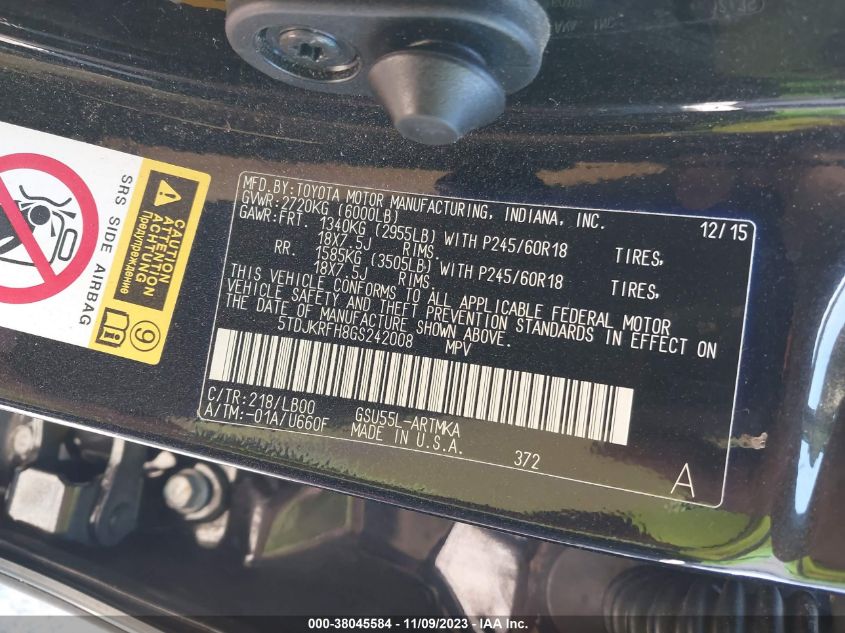 MFD.BY:TOYOTA MOTOR MANUFACTURING, INDIANA, INC. 12/15
GVWR:2720KG (6000LB)
GAWR:FRT. 1340KG (2955LB) WITH P245/60R18 TIRES,
18X7.5J RIMS.
RR. 1585KG (3505LB) WITH P245/60R18 TIRES,
18X7.5J RIMS.
THIS VEHICLE CONFORMS TO ALL APPLICABLE FEDERAL MOTOR
VEHICLE SAFETY AND THEFT PREVENTION STANDARDS IN EFFECT ON
THE DATE OF MANUFACTURE SHOWN ABOVE.
5TDJKRFH8GS242008 MPV
C/TR:218/LB00 GSU55L-ARTMKA
A/TM:-01A/U660F MADE IN U.S.A.
372
A
SRS SIDE AIRBAG
CAUTION
ATTENTION
ACHTUNG
Предупреждение
9
000-38045584 - 11/09/2023 - IAA Inc.